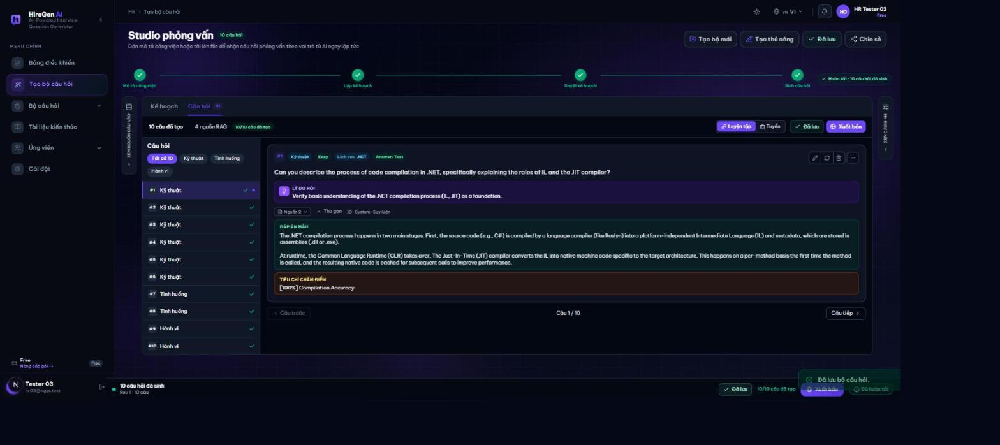 HireGen AI
AI-Powered Interview
Question Generator
MENU CHÍNH
Bảng điều khiển
Tạo bộ câu hỏi
Bộ câu hỏi
Tài liệu kiến thức
Ứng viên
Cài đặt
Free
Nâng cấp gói →
Free
N
Tester 03
hr03@iqgs.test
HR › Tạo bộ câu hỏi
VN VI
H0
HR Tester 03
Free
Studio phỏng vấn
10 câu hỏi
Dán mô tả công việc hoặc tải lên file để nhận câu hỏi phỏng vấn theo vai trò từ AI ngay lập tức
Tạo bộ mới
Tạo thủ công
Đã lưu
Chia sẻ
Mô tả công việc
Lập kế hoạch
Duyệt kế hoạch
Sinh câu hỏi
Hoàn tất · 10 câu hỏi đã sinh
XEM NGUỒN ĐẦU VÀO
Kế hoạch
Câu hỏi 10
10 câu đã tạo · 4 nguồn RAG
10/10 câu đã tạo
Luyện tập
Tuyển
Đã lưu
Xuất bản
XEM CẤU HÌNH
Câu hỏi
Tất cả 10
Kỹ thuật
Tình huống
Hành vi
#1 Kỹ thuật
#2 Kỹ thuật
#3 Kỹ thuật
#4 Kỹ thuật
#5 Kỹ thuật
#6 Kỹ thuật
#7 Tình huống
#8 Tình huống
#9 Hành vi
#10 Hành vi
#1 Kỹ thuật Easy Lĩnh vực .NET Answer: Text
Can you describe the process of code compilation in .NET, specifically explaining the roles of IL and the JIT compiler?
LÝ DO HỎI
Verify basic understanding of the .NET compilation process (IL, JIT) as a foundation.
Nguồn 2
Thu gọn
JD · System · Suy luận
ĐÁP ÁN MẪU
The .NET compilation process happens in two main stages. First, the source code (e.g., C#) is compiled by a language compiler (like Roslyn) into a platform-independent Intermediate Language (IL) and metadata, which are stored in
assemblies (.dll or .exe).
At runtime, the Common Language Runtime (CLR) takes over. The Just-In-Time (JIT) compiler converts the IL into native machine code specific to the target architecture. This happens on a per-method basis the first time the method
is called, and the resulting native code is cached for subsequent calls to improve performance.
TIÊU CHÍ CHẤM ĐIỂM
[100%] Compilation Accuracy
Câu trước
Câu 1 / 10
Câu tiếp
10 câu hỏi đã sinh
Rev 1 · 10 câu
Đã lưu
10/10 câu đã tạo
Đã lưu bộ câu hỏi.
Xuất bản
Đã hoàn tất